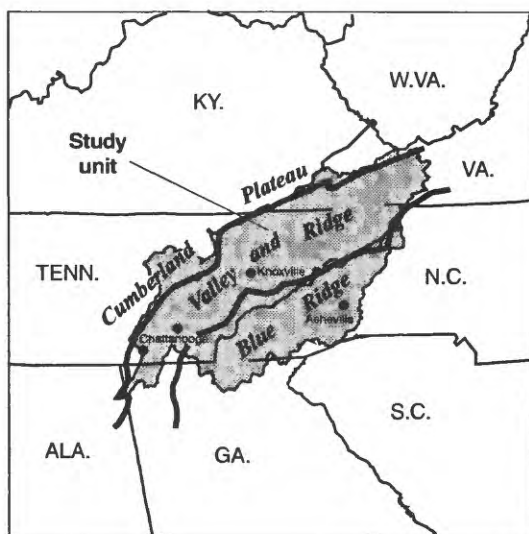 W.VA.
KY.
Study
unit
VA.
Plateau
Cumberland
Valley and Ridge
TENN.
Knoxville
N.C.
Blue Ridge
Asheville
Chattanooga
S.C.
ALA.
GA.